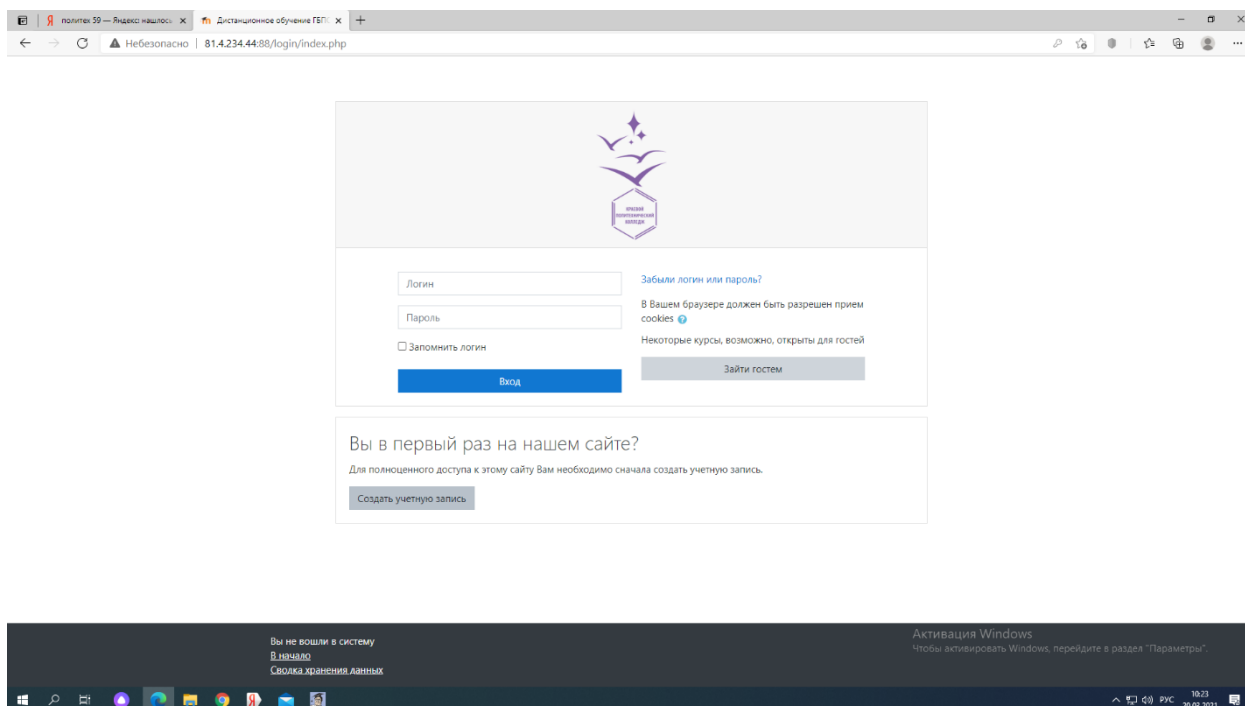 политех 59 — Яндекс: нашлось
Дистанционное обучение ГБПО
Небезопасно | 81.4.234.44:88/login/index.php
ПОЛИТЕХНИЧЕСКИЙ
КОЛЛЕДЖ
Логин
Пароль
Запомнить логин
Вход
Забыли логин или пароль?
В Вашем браузере должен быть разрешен прием
cookies
Некоторые курсы, возможно, открыты для гостей
Зайти гостем
Вы в первый раз на нашем сайте?
Для полноценного доступа к этому сайту Вам необходимо сначала создать учетную запись.
Создать учетную запись
Вы не вошли в систему
В начало
Сводка хранения данных
Активация Windows
Чтобы активировать Windows, перейдите в раздел "Параметры".
РУС
10:23